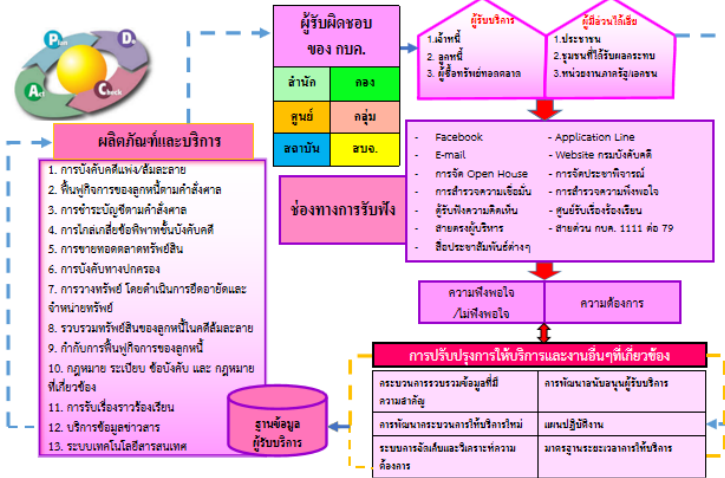 Plan
Do
Check
Act
ผู้รับผิดชอบ
ของ กบค.
สำนัก
กอง
ศูนย์
กลุ่ม
สถาบัน
สบจ.
ผู้รับบริการ
1.เจ้าหนี้
2. ลูกหนี้
3. ผู้ซื้อทรัพย์ทอดตลาด
ผู้มีส่วนได้เสีย
1.ประชาชน
2.ชุมชนที่ได้รับผลกระทบ
3.หน่วยงานภาครัฐ/เอกชน
ผลิตภัณฑ์และบริการ
1. การบังคับคดีแพ่ง/ล้มละลาย
2. ฟื้นฟูกิจการของลูกหนี้ตามคำสั่งศาล
3. การชำระบัญชีตามคำสั่งศาล
4. การไกล่เกลี่ยข้อพิพาทชั้นบังคับคดี
5. การขายทอดตลาดทรัพย์สิน
6. การบังคับทางปกครอง
7. การวางทรัพย์ โดยดำเนินการยึดอายัดและ
จำหน่ายทรัพย์
8. รวบรวมทรัพย์สินของลูกหนี้ในคดีล้มละลาย
9. กำกับการฟื้นฟูกิจการของลูกหนี้
10. กฎหมาย ระเบียบ ข้อบังคับ และ กฎหมาย
ที่เกี่ยวข้อง
11. การรับเรื่องราวร้องเรียน
12. บริการข้อมูลข่าวสาร
13. ระบบเทคโนโลยีสารสนเทศ
ช่องทางการรับฟัง
- Facebook
- E-mail
- การจัด Open House
- การสำรวจความเชื่อมั่น
- ตู้รับฟังความคิดเห็น
- สายตรงผู้บริหาร
- สื่อประชาสัมพันธ์ต่างๆ
- Application Line
- Website กรมบังคับคดี
- การจัดประชาพิจารณ์
- การสำรวจความพึงพอใจ
- ศูนย์รับเรื่องร้องเรียน
- สายด่วน กบค. 1111 ต่อ 79
ความพึงพอใจ
/ไม่พึงพอใจ
ความต้องการ
การปรับปรุงการให้บริการและงานอื่นๆที่เกี่ยวข้อง
กระบวนการรวบรวมข้อมูลที่มี
ความสำคัญ
การพัฒนาสนับสนุนผู้รับบริการ
การพัฒนากระบวนการให้บริการใหม่
แผนปฏิบัติงาน
ระบบการจัดเก็บและวิเคราะห์ความ
ต้องการ
มาตรฐานระยะเวลาการให้บริการ
ฐานข้อมูล
ผู้รับบริการ